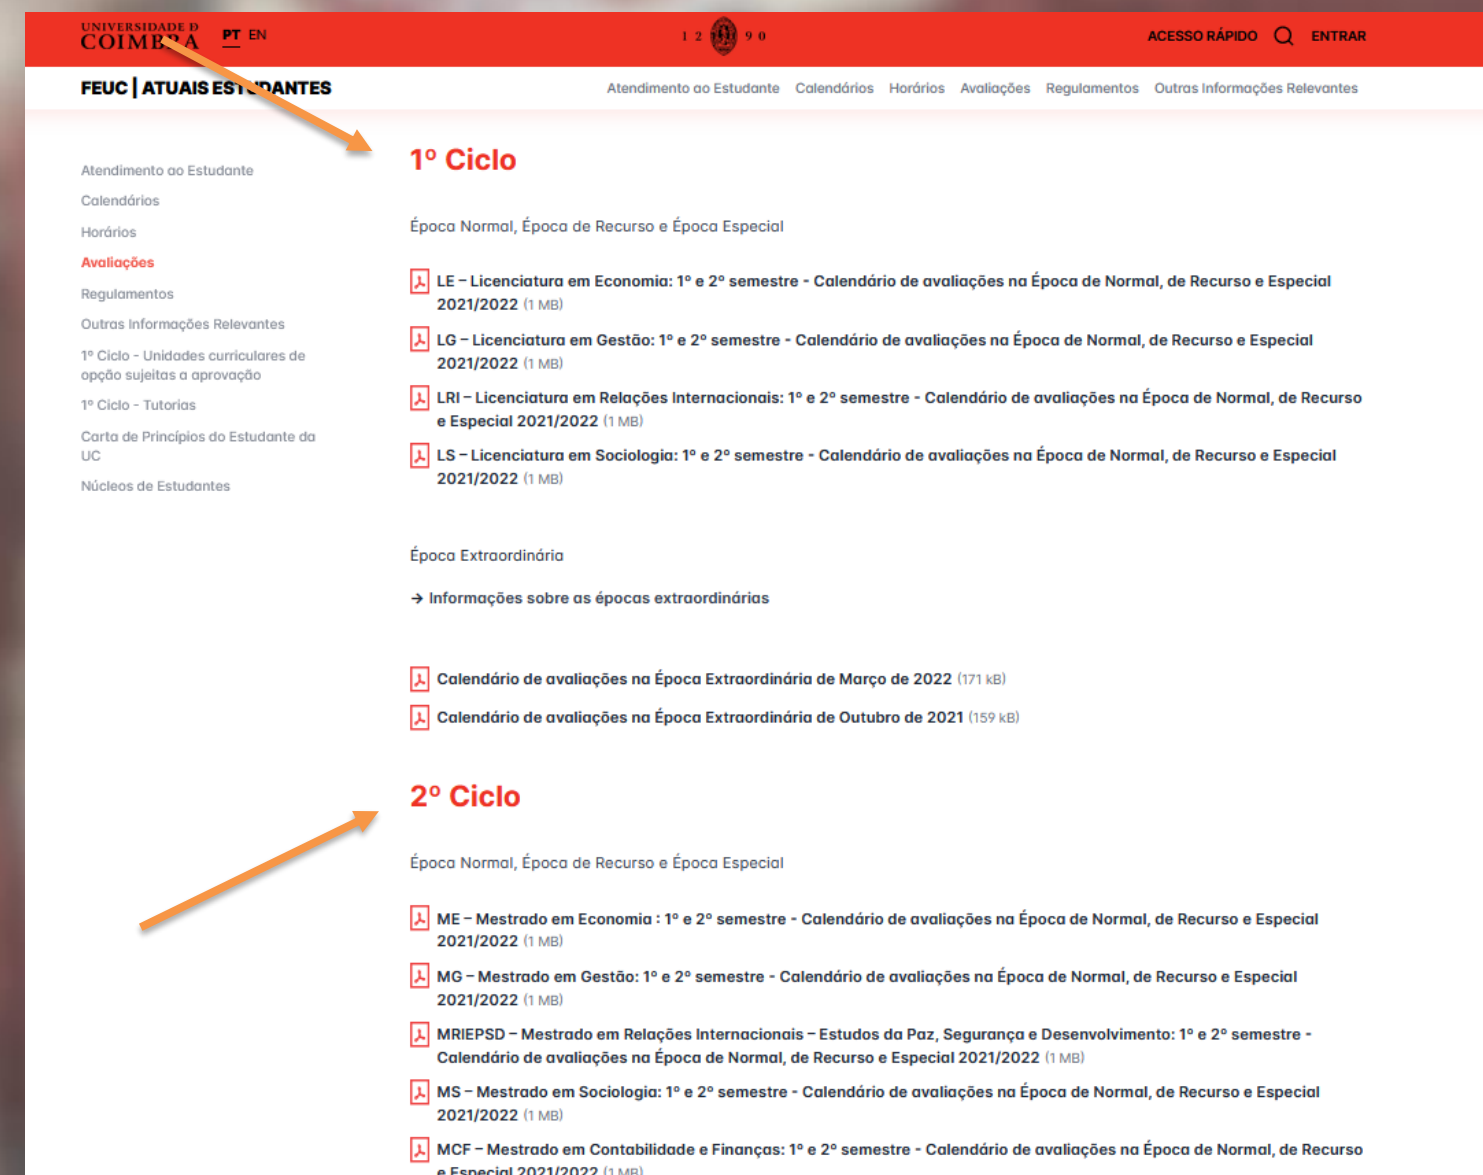 UNIVERSIDADE D
COIMBRA
PT EN
1 2 9 0
ACESSO RÁPIDO ENTRAR
FEUC | ATUAIS ESTUDANTES
Atendimento ao Estudante Calendários Horários Avaliações Regulamentos Outras Informações Relevantes
Atendimento ao Estudante
Calendários
Horários
Avaliações
Regulamentos
Outras Informações Relevantes
1º Ciclo - Unidades curriculares de
opção sujeitas a aprovação
1º Ciclo - Tutorias
Carta de Princípios do Estudante da
UC
Núcleos de Estudantes
1º Ciclo
Época Normal, Época de Recurso e Época Especial
LE – Licenciatura em Economia: 1º e 2º semestre - Calendário de avaliações na Época de Normal, de Recurso e Especial
2021/2022 (1 MB)
LG – Licenciatura em Gestão: 1º e 2º semestre - Calendário de avaliações na Época de Normal, de Recurso e Especial
2021/2022 (1 MB)
LRI – Licenciatura em Relações Internacionais: 1º e 2º semestre - Calendário de avaliações na Época de Normal, de Recurso
e Especial 2021/2022 (1 MB)
LS – Licenciatura em Sociologia: 1º e 2º semestre - Calendário de avaliações na Época de Normal, de Recurso e Especial
2021/2022 (1 MB)
Época Extraordinária
→ Informações sobre as épocas extraordinárias
Calendário de avaliações na Época Extraordinária de Março de 2022 (171 kB)
Calendário de avaliações na Época Extraordinária de Outubro de 2021 (159 kB)
2º Ciclo
Época Normal, Época de Recurso e Época Especial
ME – Mestrado em Economia : 1º e 2º semestre - Calendário de avaliações na Época de Normal, de Recurso e Especial
2021/2022 (1 MB)
MG – Mestrado em Gestão: 1º e 2º semestre - Calendário de avaliações na Época de Normal, de Recurso e Especial
2021/2022 (1 MB)
MRIEPSD – Mestrado em Relações Internacionais – Estudos da Paz, Segurança e Desenvolvimento: 1º e 2º semestre -
Calendário de avaliações na Época de Normal, de Recurso e Especial 2021/2022 (1 MB)
MS – Mestrado em Sociologia: 1º e 2º semestre - Calendário de avaliações na Época de Normal, de Recurso e Especial
2021/2022 (1 MB)
MCF – Mestrado em Contabilidade e Finanças: 1º e 2º semestre - Calendário de avaliações na Época de Normal, de Recurso
e Especial 2021/2022 (1 MB)